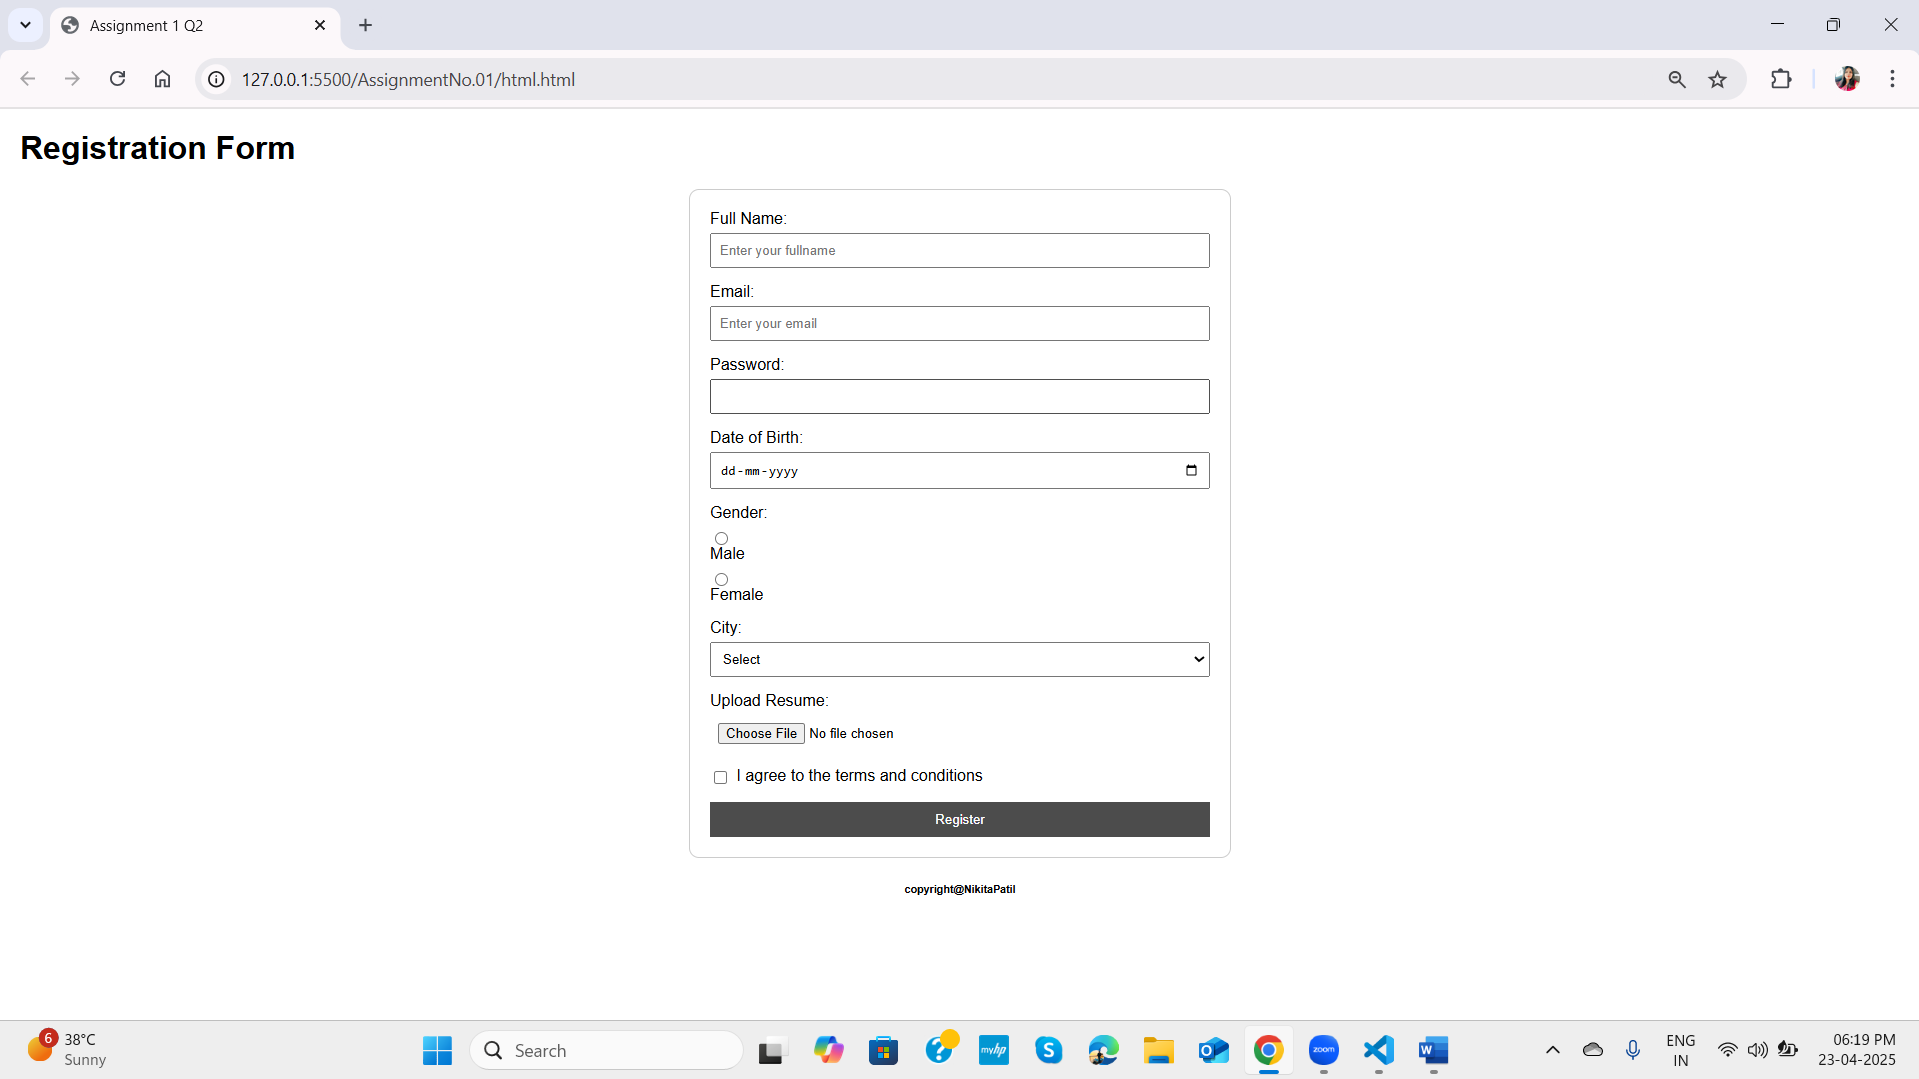 Assignment 1 Q2
127.0.0.1:5500/AssignmentNo.01/html.html
Registration Form
Full Name:
Enter your fullname
Email:
Enter your email
Password:
Date of Birth:
dd-mm-yyyy
Gender:
Male
Female
City:
Select
Upload Resume:
Choose File No file chosen
I agree to the terms and conditions
Register
copyright@NikitaPatil
6
38°C
Sunny
Search
myhp
zoom
ENG
IN
06:19 PM
23-04-2025